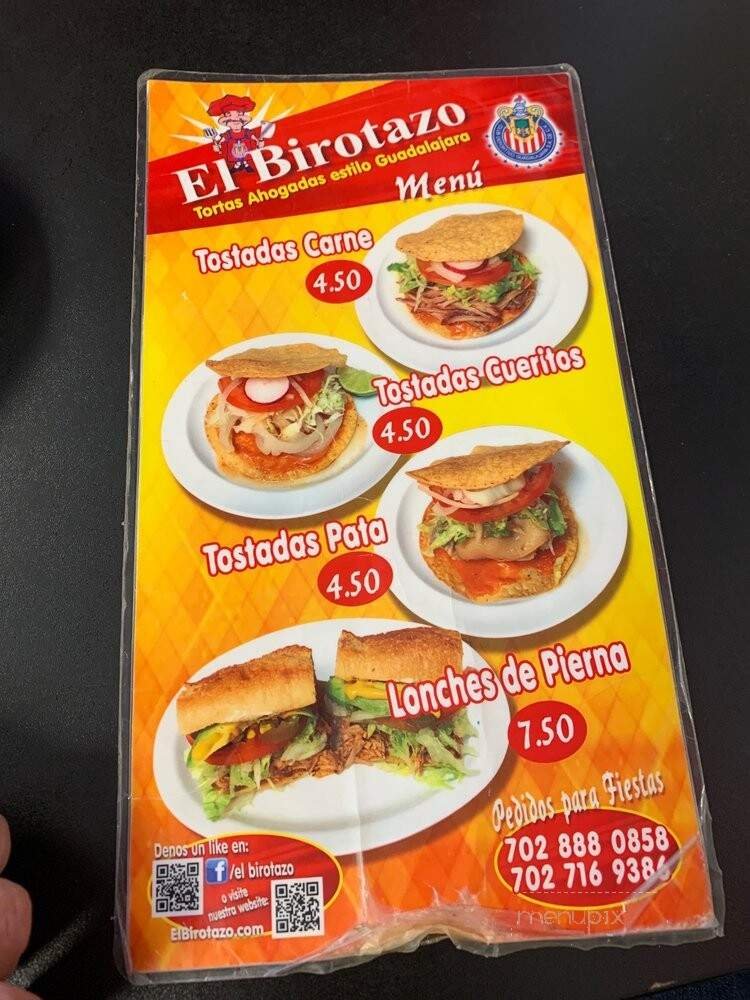 El Birotazo
Tortas Ahogadas estilo Guadalajara
Menú
Tostadas Carne
4.50
Tostadas Cueritos
4.50
Tostadas Pata
4.50
Lonches de Pierna
7.50
Pedidos para Fiestas
702 888 0858
702 716 9386
Denos un like en:
f/el birotazo
o visite
nuestra website:
ElBirotazo.com
menupix